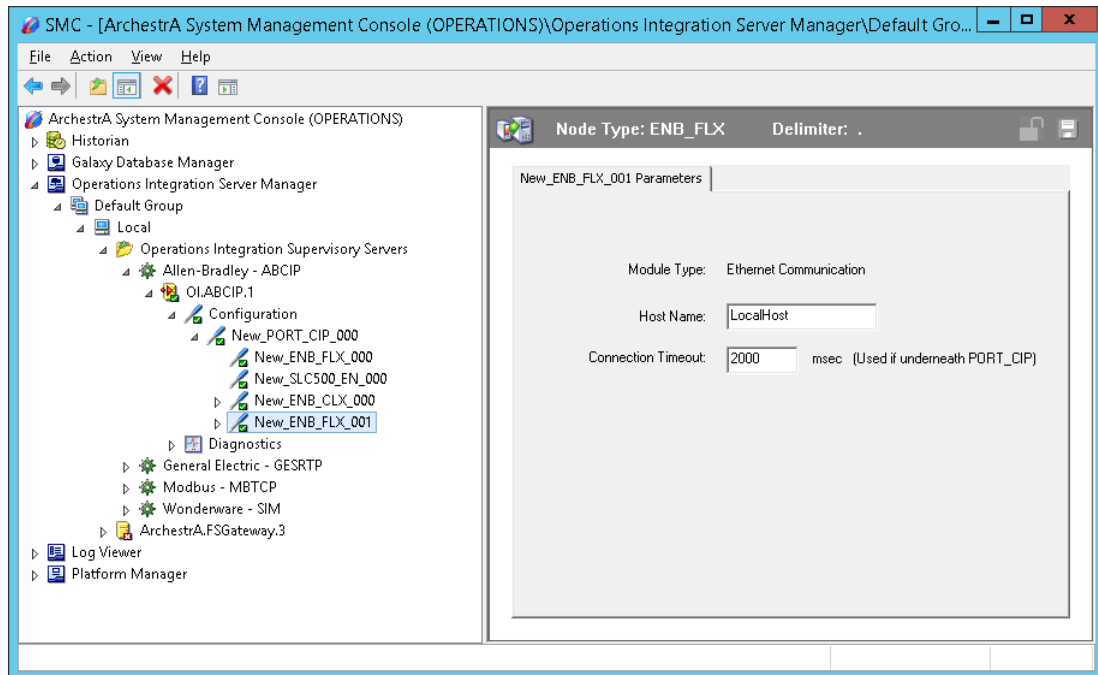 SMC - [ArchestrA System Management Console (OPERATIONS)\Operations Integration Server Manager\Default Gro...
File Action View Help
ArchestrA System Management Console (OPERATIONS)
Historian
Galaxy Database Manager
Operations Integration Server Manager
Default Group
Local
Operations Integration Supervisory Servers
Allen-Bradley - ABCIP
OI.ABCIP.1
Configuration
New_PORT_CIP_000
New_ENB_FLX_000
New_SLC500_EN_000
New_ENB_CLX_000
New_ENB_FLX_001
Diagnostics
General Electric - GESRTP
Modbus - MBTCP
Wonderware - SIM
ArchestrA.FSGateway.3
Log Viewer
Platform Manager
Node Type: ENB_FLX Delimiter: .
New_ENB_FLX_001 Parameters
Module Type: Ethernet Communication
Host Name: LocalHost
Connection Timeout: 2000 msec (Used if underneath PORT_CIP)